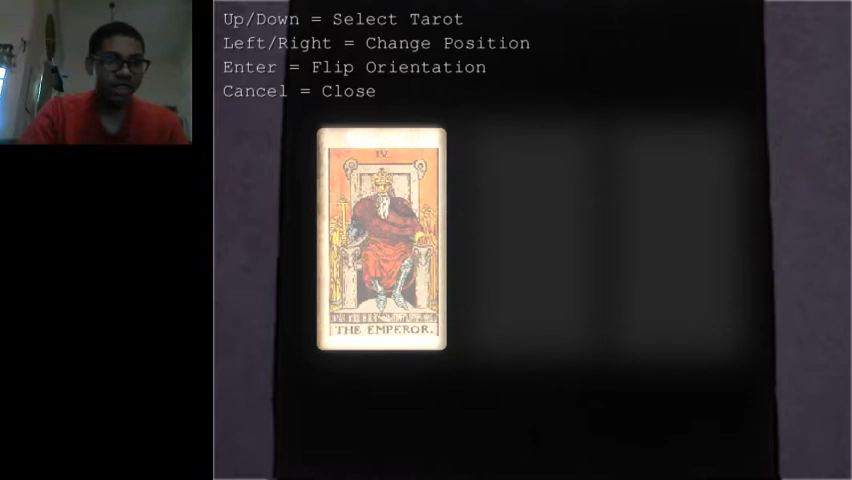 Up/Down = Select Tarot
Left/Right = Change Position
Enter = Flip Orientation
Cancel = Close
IV
THE EMPEROR.